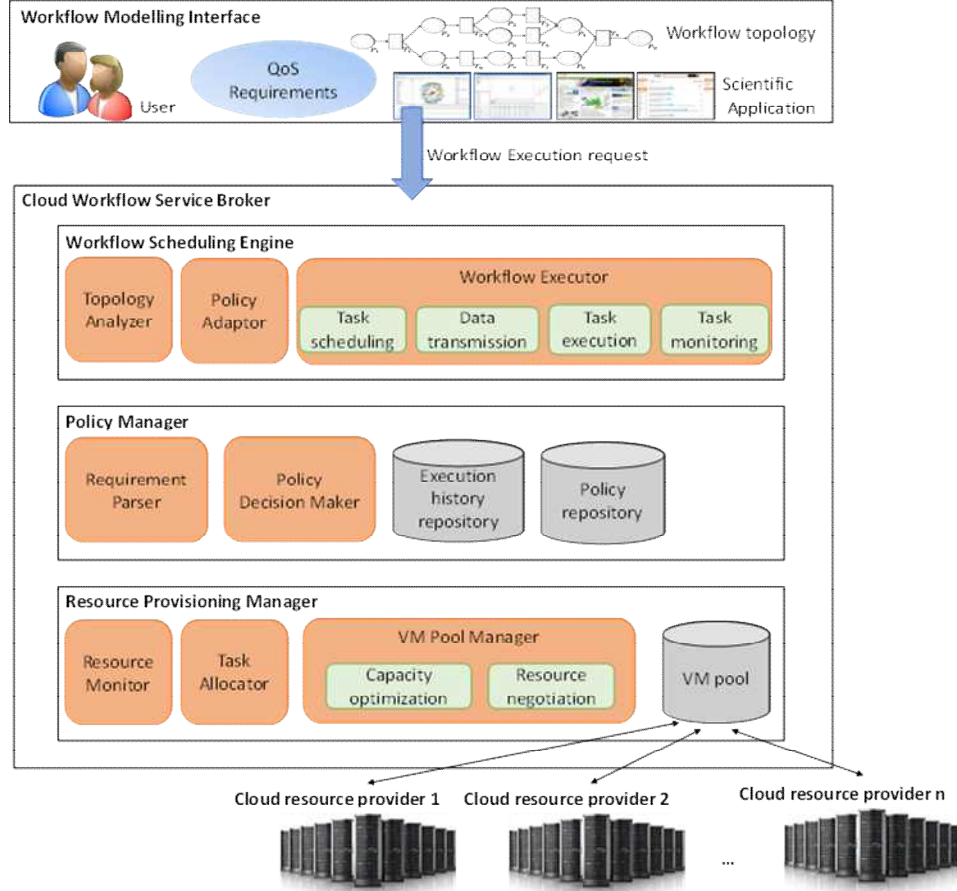 Workflow Modelling Interface
User
QoS
Requirements
Workflow topology
Scientific
Application
Workflow Execution request
Cloud Workflow Service Broker
Workflow Scheduling Engine
Topology
Analyzer
Policy
Adaptor
Workflow Executor
Task
scheduling
Data
transmission
Task
execution
Task
monitoring
Policy Manager
Requirement
Parser
Policy
Decision Maker
Execution
history
repository
Policy
repository
Resource Provisioning Manager
Resource
Monitor
Task
Allocator
VM Pool Manager
Capacity
optimization
Resource
negotiation
VM pool
Cloud resource provider 1
Cloud resource provider 2
Cloud resource provider n
...